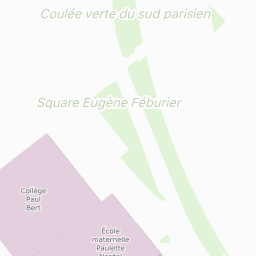 Coulée verte du sud parisien
Square Eugène Féburier
Collège
Paul
Bert
École
maternelle
Paulette